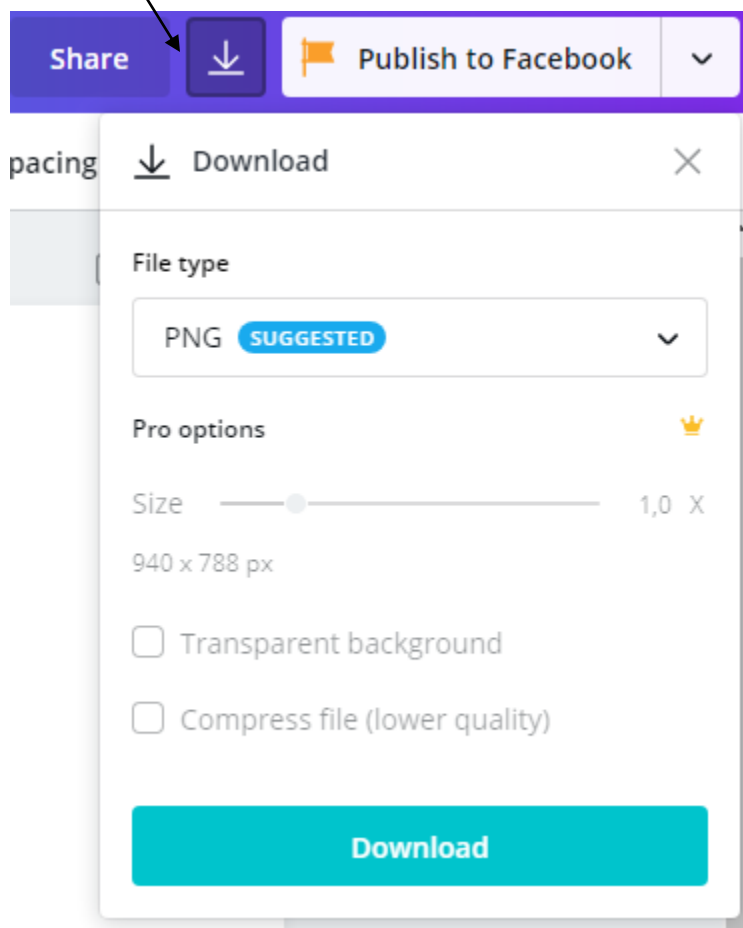 Share Publish to Facebook
pacing Download
File type
PNG SUGGESTED
Pro options
Size 1,0 X
940 x 788 px
Transparent background
Compress file (lower quality)
Download